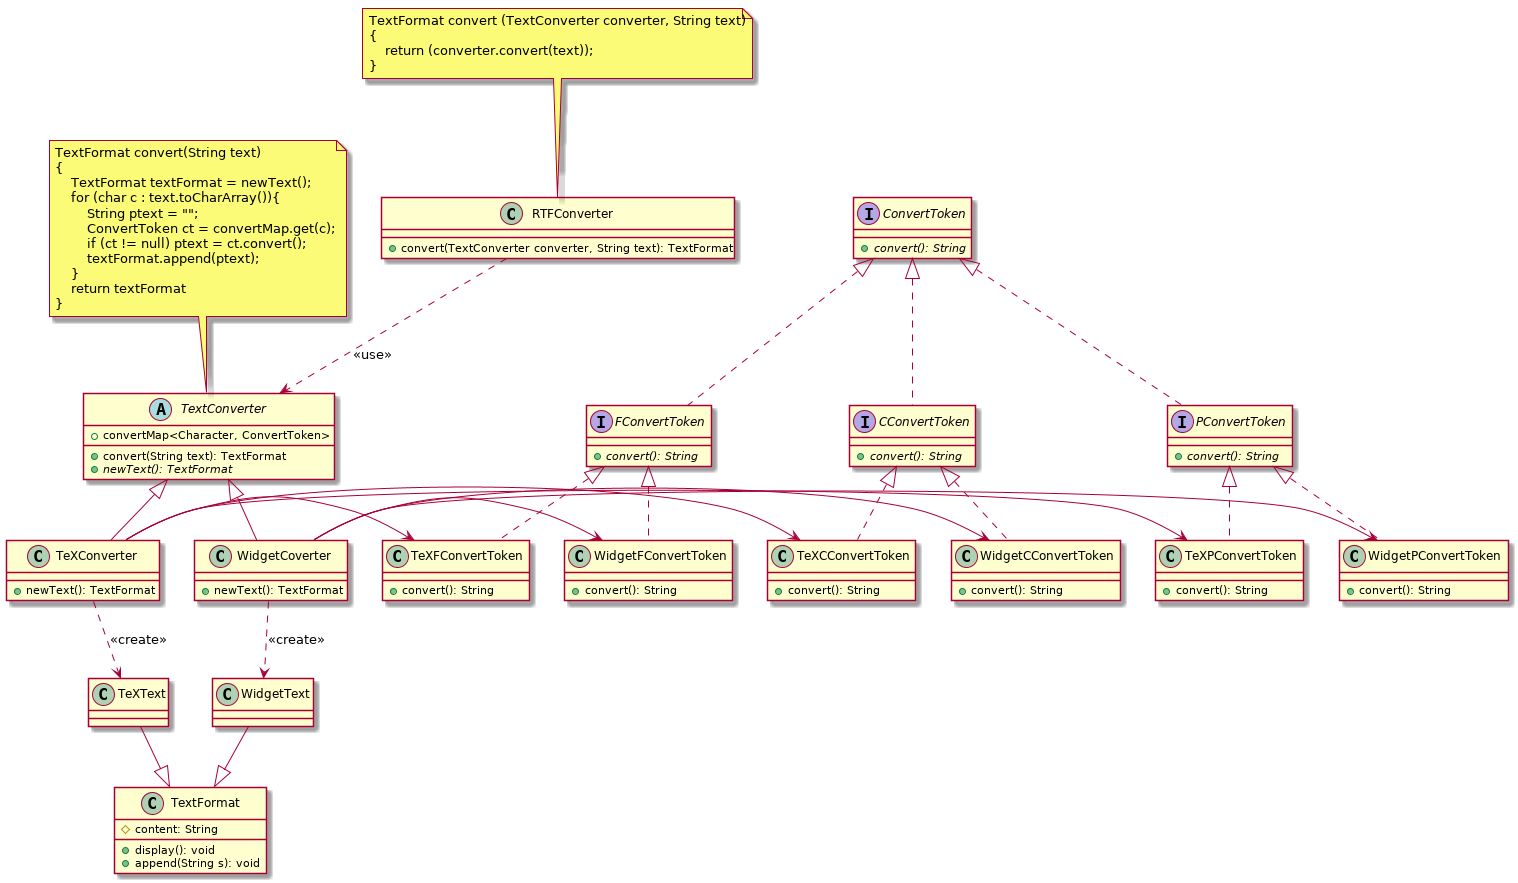 TextFormat convert (TextConverter converter, String text)
{
    return (converter.convert(text));
}
TextFormat convert(String text)
{
    TextFormat textFormat = newText();
    for (char c : text.toCharArray()){
        String ptext = "";
        ConvertToken ct = convertMap.get(c);
        if (ct != null) ptext = ct.convert();
        textFormat.append(ptext);
    }
    return textFormat
}
C RTFConverter
convert(TextConverter converter, String text): TextFormat
I ConvertToken
convert(): String
«use»
A TextConverter
convertMap<Character, ConvertToken>
convert(String text): TextFormat
newText(): TextFormat
I FConvertToken
convert(): String
I CConvertToken
convert(): String
I PConvertToken
convert(): String
C TeXConverter
newText(): TextFormat
C WidgetCoverter
newText(): TextFormat
C TeXFConvertToken
convert(): String
C WidgetFConvertToken
convert(): String
C TeXCConvertToken
convert(): String
C WidgetCConvertToken
convert(): String
C TeXPConvertToken
convert(): String
C WidgetPConvertToken
convert(): String
«create»
«create»
C TeXText
C WidgetText
C TextFormat
content: String
display(): void
append(String s): void